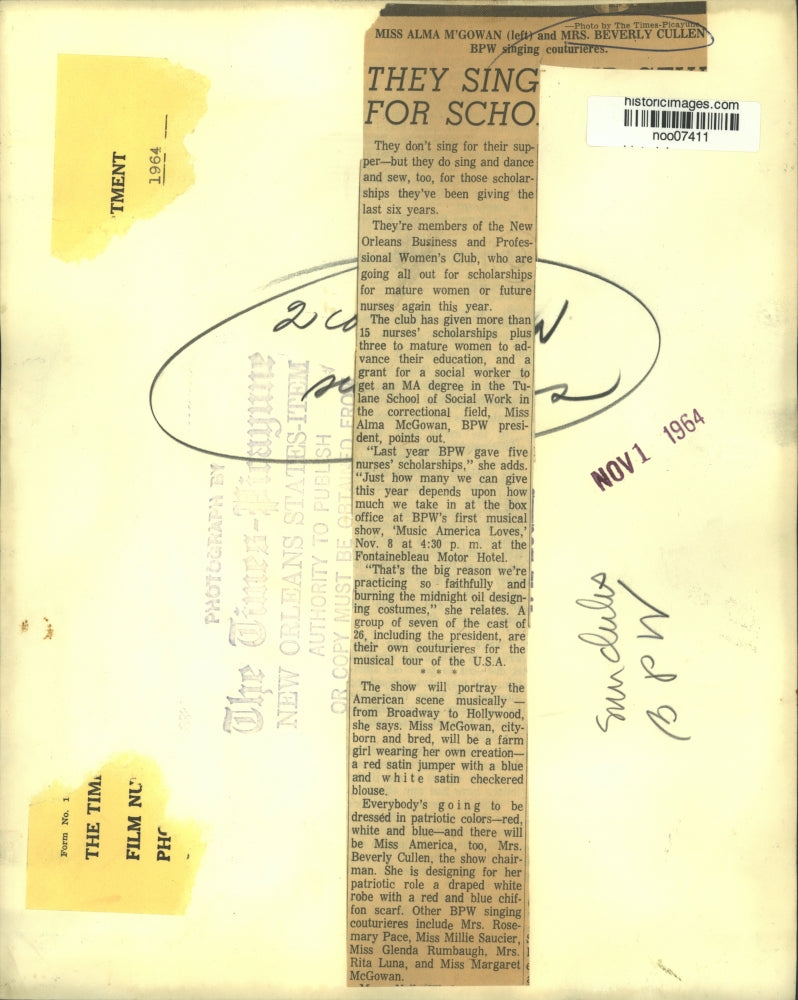 —Photo by The Times-Picayune
MISS ALMA M'GOWAN (left) and MRS. BEVERLY CULLEN
BPW singing couturieres.
THEY SING
FOR SCHO
historicimages.com
noo07411
They don't sing for their sup-
per—but they do sing and dance
and sew, too, for those scholar-
ships they've been giving the
last six years.
They're members of the New
Orleans Business and Profes-
sional Women's Club, who are
going all out for scholarships
for mature women or future
nurses again this year.
The club has given more than
15 nurses' scholarships plus
three to mature women to ad-
vance their education, and a
grant for a social worker to
get an MA degree in the Tu-
lane School of Social Work in
the correctional field, Miss
Alma McGowan, BPW presi-
dent, points out.
"Last year BPW gave five
nurses' scholarships," she adds.
"Just how many we can give
this year depends upon how
much we take in at the box
office at BPW's first musical
show, 'Music America Loves,'
Nov. 8 at 4:30 p. m. at the
Fontainebleau Motor Hotel.
"That's the big reason we're
practicing so faithfully and
burning the midnight oil design-
ing costumes," she relates. A
group of seven of the cast of
26, including the president, are
their own couturieres for the
musical tour of the U.S.A.
* * *
The show will portray the
American scene musically —
from Broadway to Hollywood,
she says. Miss McGowan, city-
born and bred, will be a farm
girl wearing her own creation—
a red satin jumper with a blue
and white satin checkered
blouse.
Everybody's going to be
dressed in patriotic colors—red,
white and blue—and there will
be Miss America, too, Mrs.
Beverly Cullen, the show chair-
man. She is designing for her
patriotic role a draped white
robe with a red and blue chif-
fon scarf. Other BPW singing
couturieres include Mrs. Rose-
mary Pace, Miss Millie Saucier,
Miss Glenda Rumbaugh, Mrs.
Rita Luna, and Miss Margaret
McGowan.
TMENT
1964
2 co
PHOTOGRAPH BY
The Times-Picayune
NEW ORLEANS STATES-ITEM
AUTHORITY TO PUBLISH
OR COPY MUST BE OBTAINED FROM
NOV 1 1964
BPW
Form No. 1
THE TIM
FILM NU
PHO